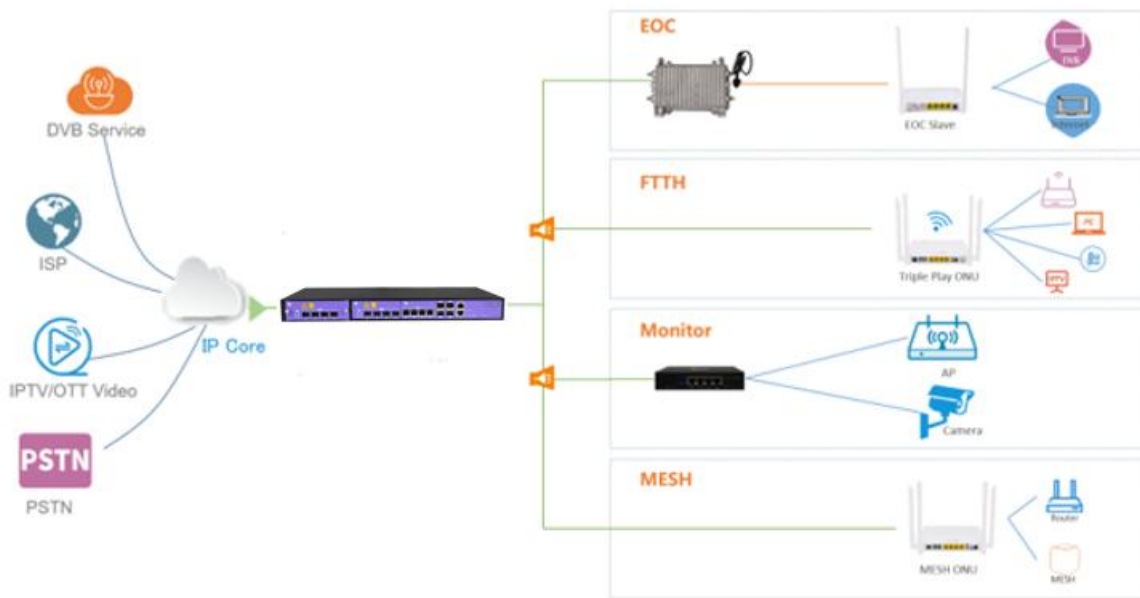 DVB Service
ISP
IPTV/OTT Video
PSTN
PSTN
IP Core
EOC
EOC Slave
DVB
Internet
FTTH
Triple Play ONU
PC
IPTV
Monitor
AP
Camera
MESH
MESH ONU
Router
MESH